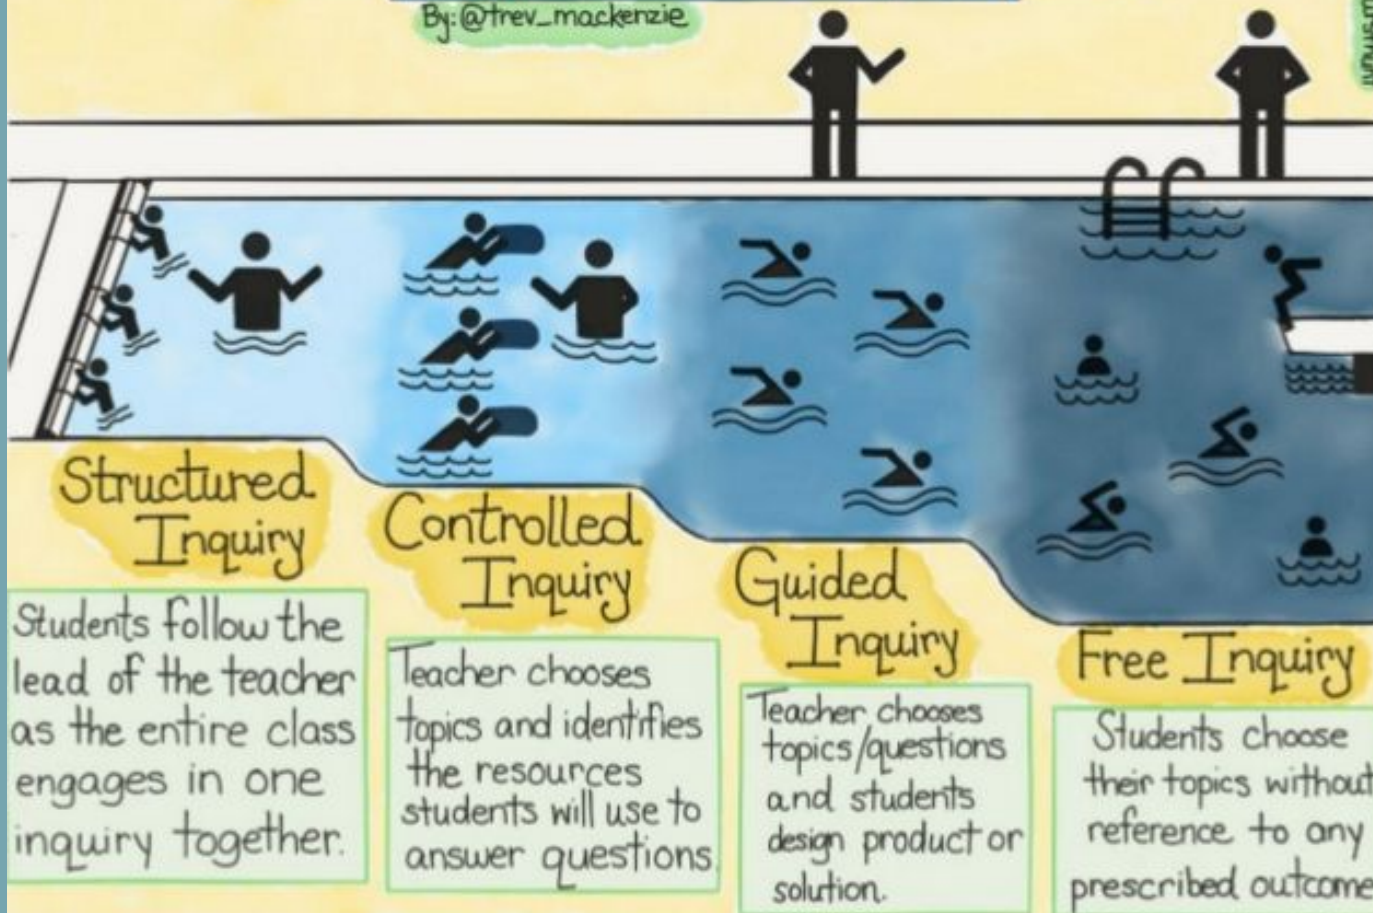 By: @trev_mackenzie
Structured
Inquiry
Students follow the
lead of the teacher
as the entire class
engages in one
inquiry together.
Controlled
Inquiry
Teacher chooses
topics and identifies
the resources
students will use to
answer questions.
Guided
Inquiry
Teacher chooses
topics/questions
and students
design product or
solution.
Free Inquiry
Students choose
their topics without
reference to any
prescribed outcome